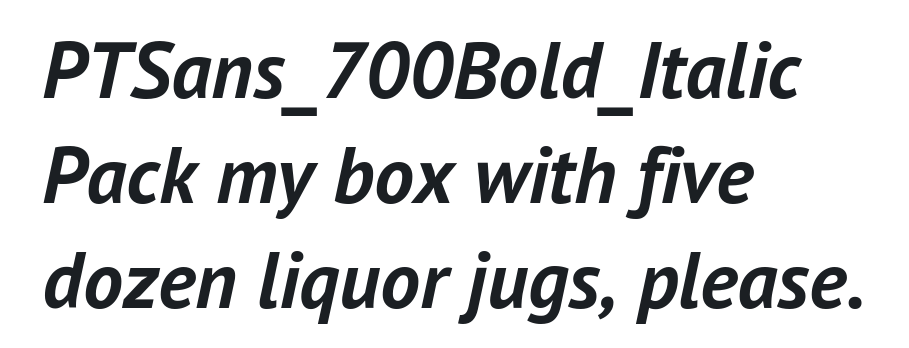 PTSans_700Bold_Italic
Pack my box with five
dozen liquor jugs, please.